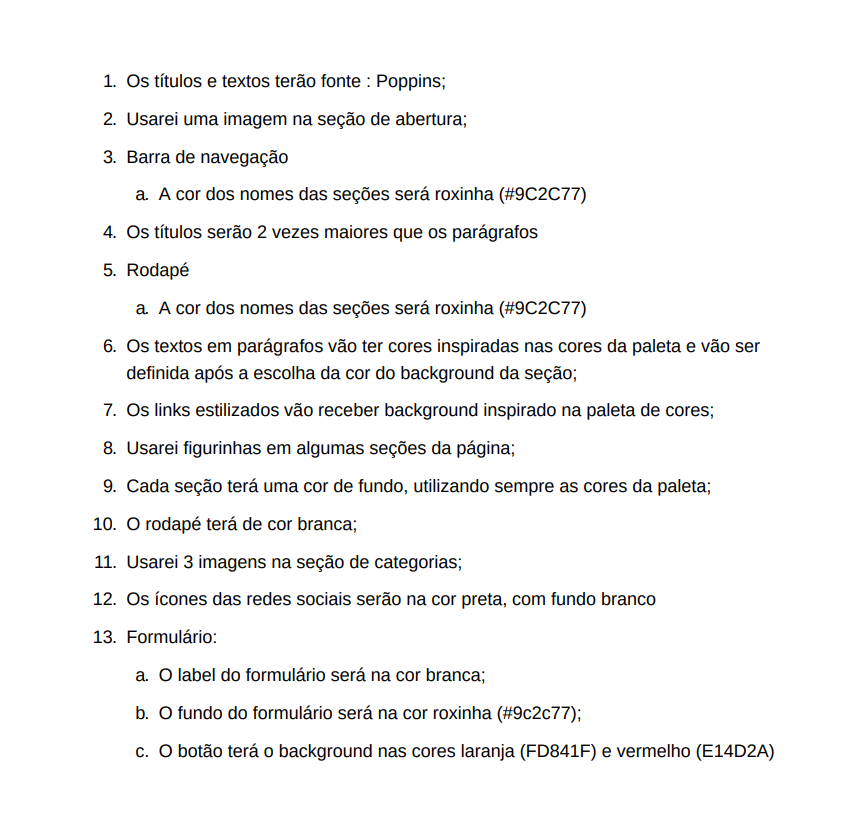 1. Os títulos e textos terão fonte : Poppins;
2. Usarei uma imagem na seção de abertura;
3. Barra de navegação
a. A cor dos nomes das seções será roxinha (#9C2C77)
4. Os títulos serão 2 vezes maiores que os parágrafos
5. Rodapé
a. A cor dos nomes das seções será roxinha (#9C2C77)
6. Os textos em parágrafos vão ter cores inspiradas nas cores da paleta e vão ser
definida após a escolha da cor do background da seção;
7. Os links estilizados vão receber background inspirado na paleta de cores;
8. Usarei figurinhas em algumas seções da página;
9. Cada seção terá uma cor de fundo, utilizando sempre as cores da paleta;
10. O rodapé terá de cor branca;
11. Usarei 3 imagens na seção de categorias;
12. Os ícones das redes sociais serão na cor preta, com fundo branco
13. Formulário:
a. O label do formulário será na cor branca;
b. O fundo do formulário será na cor roxinha (#9c2c77);
c. O botão terá o background nas cores laranja (FD841F) e vermelho (E14D2A)